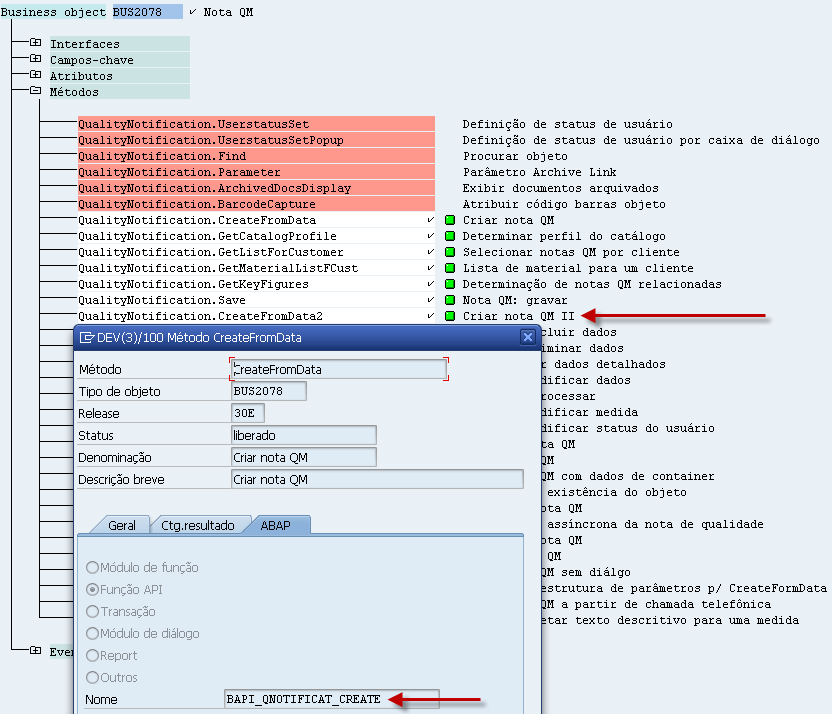 Business object BUS2078 ✓ Nota QM
Interfaces
Campos-chave
Atributos
Métodos
QualityNotification.UserstatusSet Definição de status de usuário
QualityNotification.UserstatusSetPopup Definição de status de usuário por caixa de diálogo
QualityNotification.Find Procurar objeto
QualityNotification.Parameter Parâmetro Archive Link
QualityNotification.ArchivedDocsDisplay Exibir documentos arquivados
QualityNotification.BarcodeCapture Atribuir código barras objeto
QualityNotification.CreateFromData ✓ Criar nota QM
QualityNotification.GetCatalogProfile ✓ Determinar perfil do catálogo
QualityNotification.GetListForCustomer ✓ Selecionar notas QM por cliente
QualityNotification.GetMaterialListFCust ✓ Lista de material para um cliente
QualityNotification.GetKeyFigures ✓ Determinação de notas QM relacionadas
QualityNotification.Save ✓ Nota QM: gravar
QualityNotification.CreateFromData2 ✓ Criar nota QM II
cluir dados
iminar dados
r dados detalhados
dificar dados
rocessar
dificar medida
dificar status do usuário
ta QM
QM
QM com dados de container
existência do objeto
ota QM
assíncrona da nota de qualidade
ota QM
QM
QM sem diálgo
estrutura de parâmetros p/ CreateFormData
QM a partir de chamada telefônica
etar texto descritivo para uma medida
Even
DEV(3)/100 Método CreateFromData
Método CreateFromData
Tipo de objeto BUS2078
Release 30E
Status liberado
Denominação Criar nota QM
Descrição breve Criar nota QM
Geral Ctg.resultado ABAP
Módulo de função
Função API
Transação
Módulo de diálogo
Report
Outros
Nome BAPI_QNOTIFICAT_CREATE